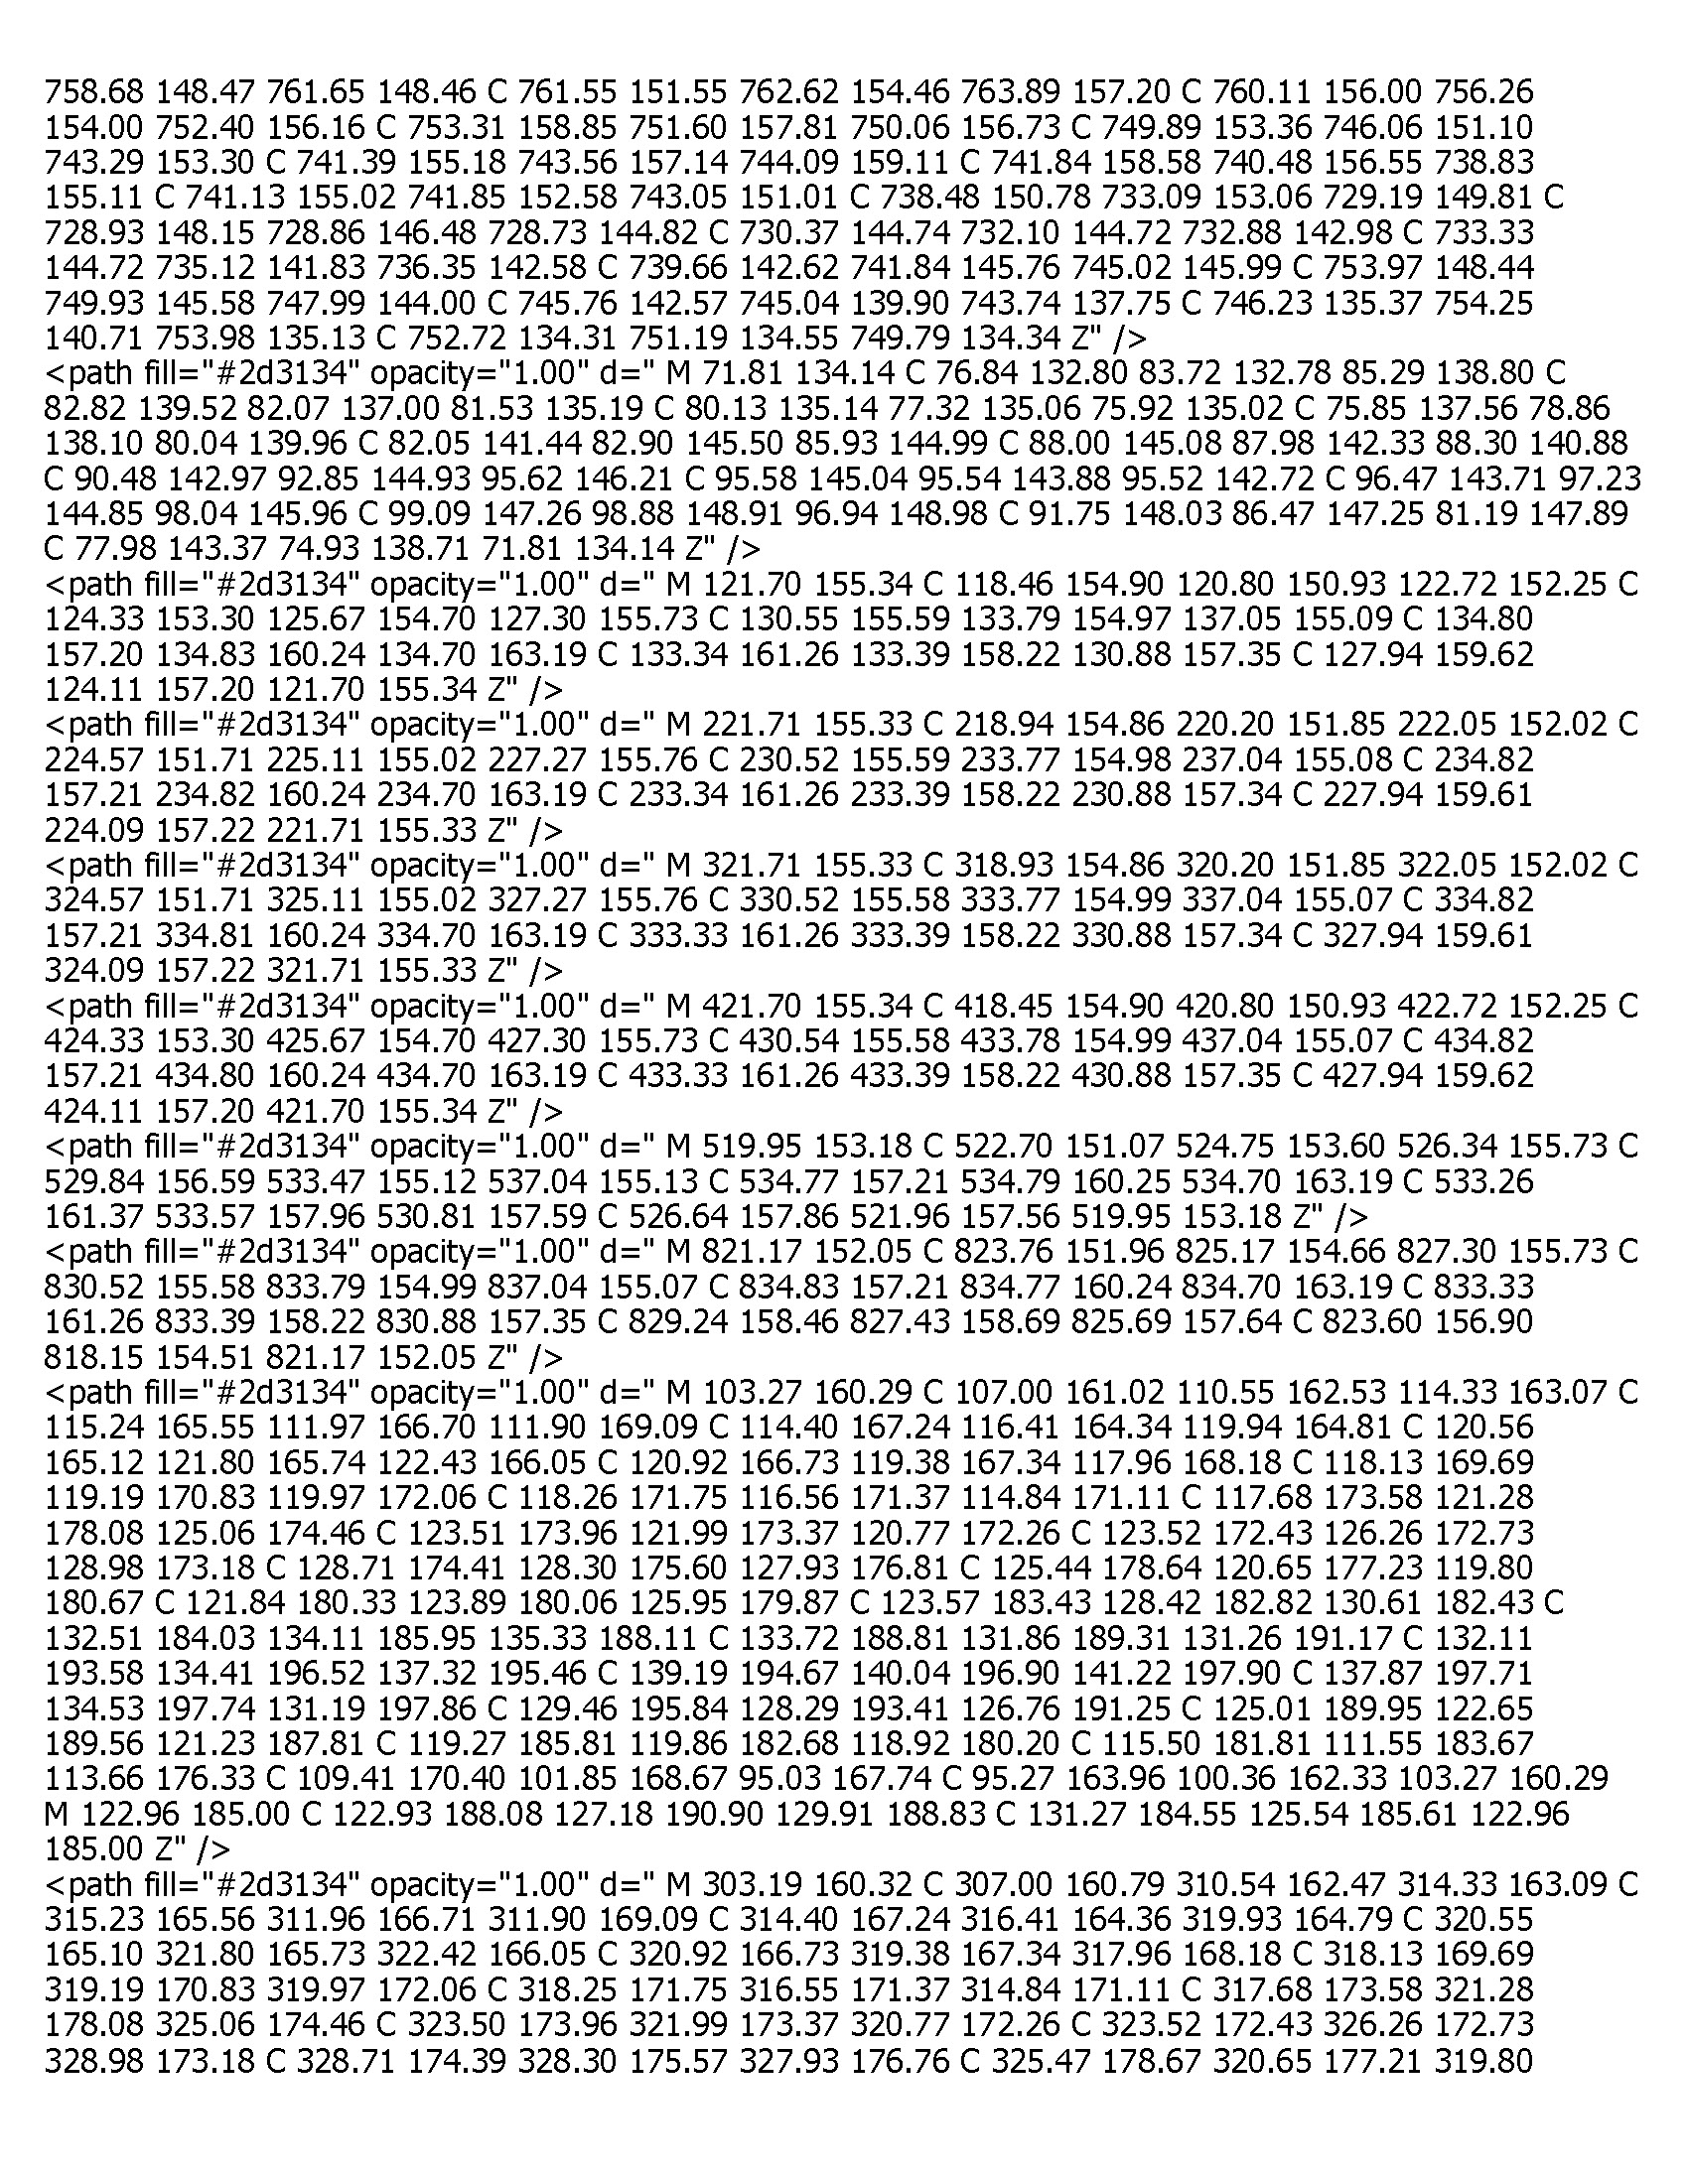 758.68 148.47 761.65 148.46 C 761.55 151.55 762.62 154.46 763.89 157.20 C 760.11 156.00 756.26
154.00 752.40 156.16 C 753.31 158.85 751.60 157.81 750.06 156.73 C 749.89 153.36 746.06 151.10
743.29 153.30 C 741.39 155.18 743.56 157.14 744.09 159.11 C 741.84 158.58 740.48 156.55 738.83
155.11 C 741.13 155.02 741.85 152.58 743.05 151.01 C 738.48 150.78 733.09 153.06 729.19 149.81 C
728.93 148.15 728.86 146.48 728.73 144.82 C 730.37 144.74 732.10 144.72 732.88 142.98 C 733.33
144.72 735.12 141.83 736.35 142.58 C 739.66 142.62 741.84 145.76 745.02 145.99 C 753.97 148.44
749.93 145.58 747.99 144.00 C 745.76 142.57 745.04 139.90 743.74 137.75 C 746.23 135.37 754.25
140.71 753.98 135.13 C 752.72 134.31 751.19 134.55 749.79 134.34 Z" />
<path fill="#2d3134" opacity="1.00" d=" M 71.81 134.14 C 76.84 132.80 83.72 132.78 85.29 138.80 C
82.82 139.52 82.07 137.00 81.53 135.19 C 80.13 135.14 77.32 135.06 75.92 135.02 C 75.85 137.56 78.86
138.10 80.04 139.96 C 82.05 141.44 82.90 145.50 85.93 144.99 C 88.00 145.08 87.98 142.33 88.30 140.88
C 90.48 142.97 92.85 144.93 95.62 146.21 C 95.58 145.04 95.54 143.88 95.52 142.72 C 96.47 143.71 97.23
144.85 98.04 145.96 C 99.09 147.26 98.88 148.91 96.94 148.98 C 91.75 148.03 86.47 147.25 81.19 147.89
C 77.98 143.37 74.93 138.71 71.81 134.14 Z" />
<path fill="#2d3134" opacity="1.00" d=" M 121.70 155.34 C 118.46 154.90 120.80 150.93 122.72 152.25 C
124.33 153.30 125.67 154.70 127.30 155.73 C 130.55 155.59 133.79 154.97 137.05 155.09 C 134.80
157.20 134.83 160.24 134.70 163.19 C 133.34 161.26 133.39 158.22 130.88 157.35 C 127.94 159.62
124.11 157.20 121.70 155.34 Z" />
<path fill="#2d3134" opacity="1.00" d=" M 221.71 155.33 C 218.94 154.86 220.20 151.85 222.05 152.02 C
224.57 151.71 225.11 155.02 227.27 155.76 C 230.52 155.59 233.77 154.98 237.04 155.08 C 234.82
157.21 234.82 160.24 234.70 163.19 C 233.34 161.26 233.39 158.22 230.88 157.34 C 227.94 159.61
224.09 157.22 221.71 155.33 Z" />
<path fill="#2d3134" opacity="1.00" d=" M 321.71 155.33 C 318.93 154.86 320.20 151.85 322.05 152.02 C
324.57 151.71 325.11 155.02 327.27 155.76 C 330.52 155.58 333.77 154.99 337.04 155.07 C 334.82
157.21 334.81 160.24 334.70 163.19 C 333.33 161.26 333.39 158.22 330.88 157.34 C 327.94 159.61
324.09 157.22 321.71 155.33 Z" />
<path fill="#2d3134" opacity="1.00" d=" M 421.70 155.34 C 418.45 154.90 420.80 150.93 422.72 152.25 C
424.33 153.30 425.67 154.70 427.30 155.73 C 430.54 155.58 433.78 154.99 437.04 155.07 C 434.82
157.21 434.80 160.24 434.70 163.19 C 433.33 161.26 433.39 158.22 430.88 157.35 C 427.94 159.62
424.11 157.20 421.70 155.34 Z" />
<path fill="#2d3134" opacity="1.00" d=" M 519.95 153.18 C 522.70 151.07 524.75 153.60 526.34 155.73 C
529.84 156.59 533.47 155.12 537.04 155.13 C 534.77 157.21 534.79 160.25 534.70 163.19 C 533.26
161.37 533.57 157.96 530.81 157.59 C 526.64 157.86 521.96 157.56 519.95 153.18 Z" />
<path fill="#2d3134" opacity="1.00" d=" M 821.17 152.05 C 823.76 151.96 825.17 154.66 827.30 155.73 C
830.52 155.58 833.79 154.99 837.04 155.07 C 834.83 157.21 834.77 160.24 834.70 163.19 C 833.33
161.26 833.39 158.22 830.88 157.35 C 829.24 158.46 827.43 158.69 825.69 157.64 C 823.60 156.90
818.15 154.51 821.17 152.05 Z" />
<path fill="#2d3134" opacity="1.00" d=" M 103.27 160.29 C 107.00 161.02 110.55 162.53 114.33 163.07 C
115.24 165.55 111.97 166.70 111.90 169.09 C 114.40 167.24 116.41 164.34 119.94 164.81 C 120.56
165.12 121.80 165.74 122.43 166.05 C 120.92 166.73 119.38 167.34 117.96 168.18 C 118.13 169.69
119.19 170.83 119.97 172.06 C 118.26 171.75 116.56 171.37 114.84 171.11 C 117.68 173.58 121.28
178.08 125.06 174.46 C 123.51 173.96 121.99 173.37 120.77 172.26 C 123.52 172.43 126.26 172.73
128.98 173.18 C 128.71 174.41 128.30 175.60 127.93 176.81 C 125.44 178.64 120.65 177.23 119.80
180.67 C 121.84 180.33 123.89 180.06 125.95 179.87 C 123.57 183.43 128.42 182.82 130.61 182.43 C
132.51 184.03 134.11 185.95 135.33 188.11 C 133.72 188.81 131.86 189.31 131.26 191.17 C 132.11
193.58 134.41 196.52 137.32 195.46 C 139.19 194.67 140.04 196.90 141.22 197.90 C 137.87 197.71
134.53 197.74 131.19 197.86 C 129.46 195.84 128.29 193.41 126.76 191.25 C 125.01 189.95 122.65
189.56 121.23 187.81 C 119.27 185.81 119.86 182.68 118.92 180.20 C 115.50 181.81 111.55 183.67
113.66 176.33 C 109.41 170.40 101.85 168.67 95.03 167.74 C 95.27 163.96 100.36 162.33 103.27 160.29
M 122.96 185.00 C 122.93 188.08 127.18 190.90 129.91 188.83 C 131.27 184.55 125.54 185.61 122.96
185.00 Z" />
<path fill="#2d3134" opacity="1.00" d=" M 303.19 160.32 C 307.00 160.79 310.54 162.47 314.33 163.09 C
315.23 165.56 311.96 166.71 311.90 169.09 C 314.40 167.24 316.41 164.36 319.93 164.79 C 320.55
165.10 321.80 165.73 322.42 166.05 C 320.92 166.73 319.38 167.34 317.96 168.18 C 318.13 169.69
319.19 170.83 319.97 172.06 C 318.25 171.75 316.55 171.37 314.84 171.11 C 317.68 173.58 321.28
178.08 325.06 174.46 C 323.50 173.96 321.99 173.37 320.77 172.26 C 323.52 172.43 326.26 172.73
328.98 173.18 C 328.71 174.39 328.30 175.57 327.93 176.76 C 325.47 178.67 320.65 177.21 319.80